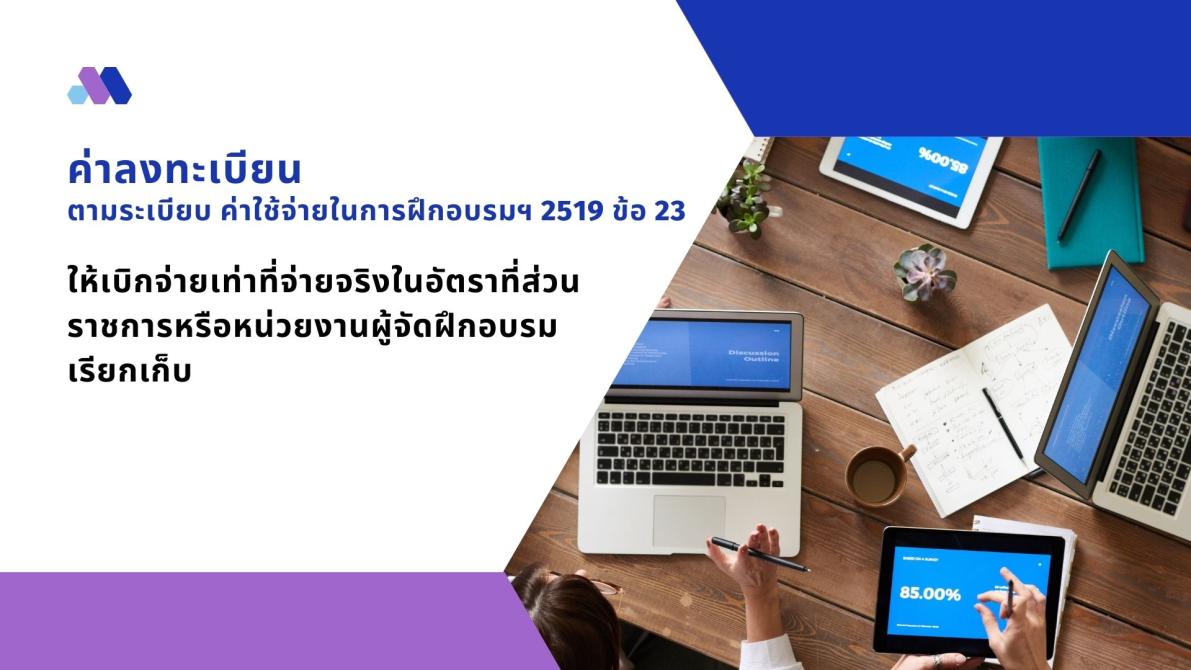 ค่าลงทะเบียน
ตามระเบียบ ค่าใช้จ่ายในการฝึกอบรมฯ 2519 ข้อ 23
ให้เบิกจ่ายเท่าที่จ่ายจริงในอัตราที่ส่วน
ราชการหรือหน่วยงานผู้จัดฝึกอบรม
เรียกเก็บ
85.00%
Discussion
Outline
85.00%